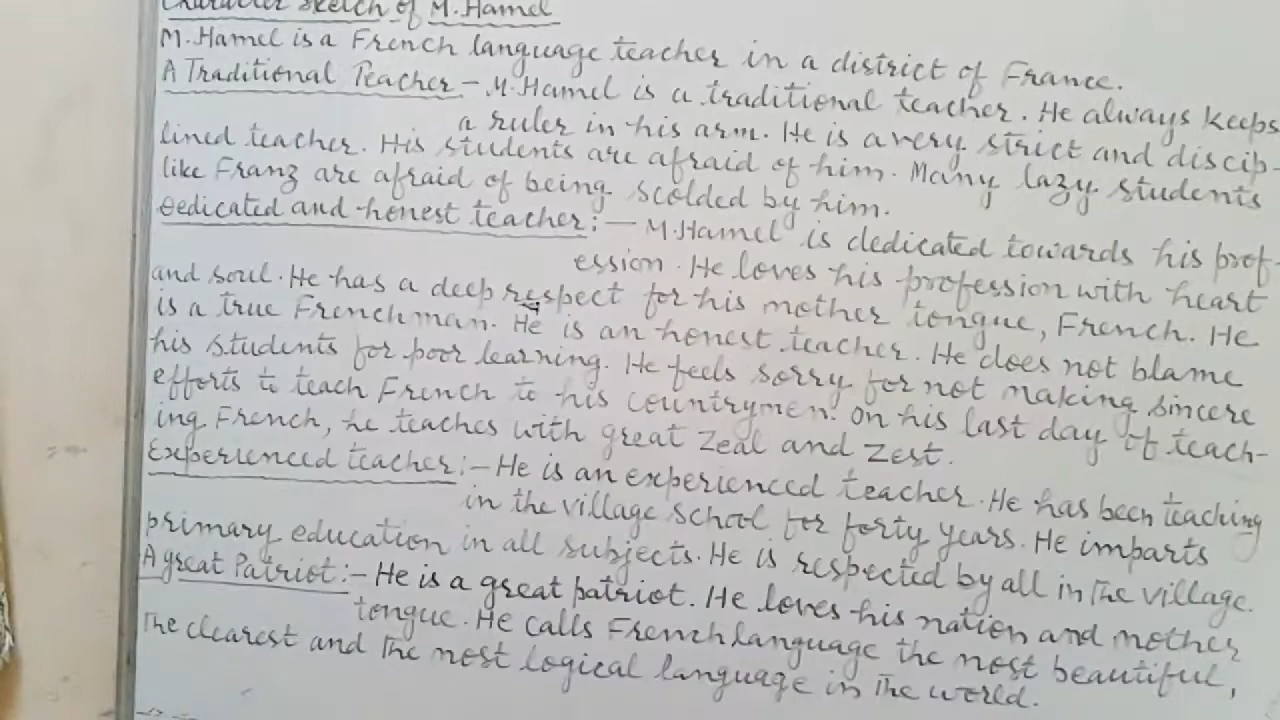 Character sketch of M. Hamel
M. Hamel is a French language teacher in a district of France.
A Traditional Teacher - M. Hamel is a traditional teacher. He always keeps
a ruler in his arm. He is a very strict and discip-
lined teacher. His students are afraid of him. Many lazy students
like Franz are afraid of being scolded by him.
Dedicated and honest teacher:- M. Hamel is dedicated towards his prof-
ession. He loves his profession with heart
and soul. He has a deep respect for his mother tongue, French. He
is a true Frenchman. He is an honest teacher. He does not blame
his students for poor learning. He feels sorry for not making sincere
efforts to teach French to his countrymen. On his last day of teach-
ing French, he teaches with great zeal and zest.
Experienced teacher:- He is an experienced teacher. He has been teaching
in the village school for forty years. He imparts
primary education in all subjects. He is respected by all in the village.
A great Patriot:- He is a great patriot. He loves his nation and mother
tongue. He calls French language the most beautiful,
The clearest and the most logical language in the world.